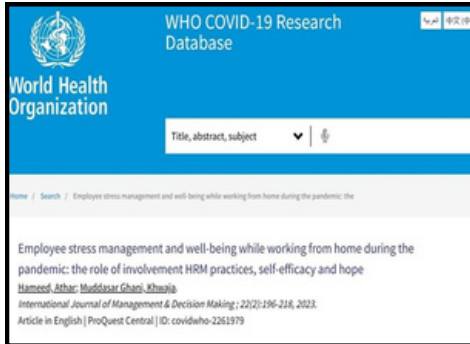 WHO COVID-19 Research
Database
العربية
中文 (中
World Health
Organization
Title, abstract, subject
Home / Search / Employee stress management and well-being while working from home during the pandemic: the
Employee stress management and well-being while working from home during the
pandemic: the role of involvement HRM practices, self-efficacy and hope
Hameed, Athar; Muddasar Ghani, Khwaja.
International Journal of Management & Decision Making ; 22(2):196-218, 2023.
Article in English | ProQuest Central | ID: covidwho-2261979